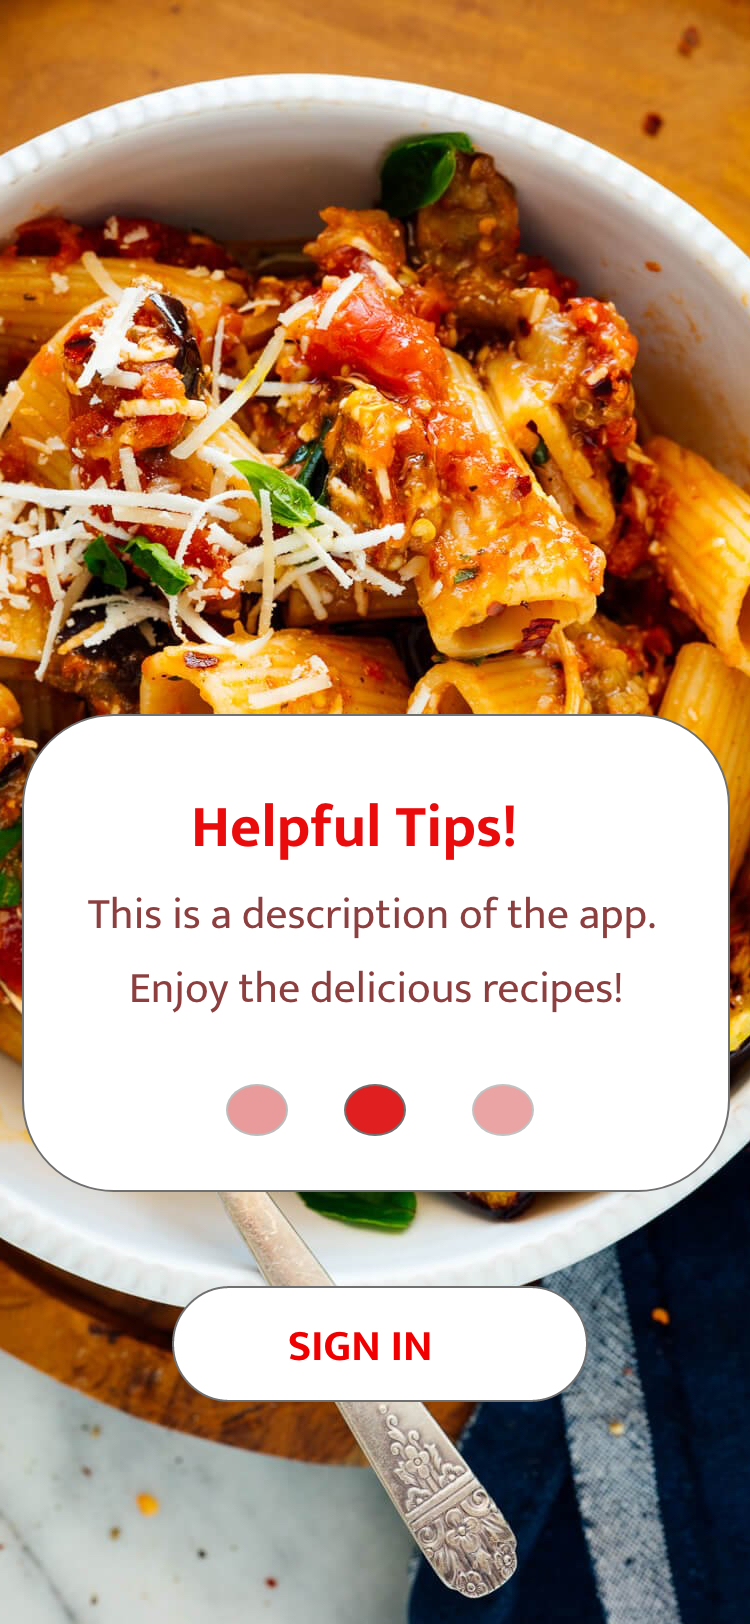 Helpful Tips!
This is a description of the app.
Enjoy the delicious recipes!
SIGN IN